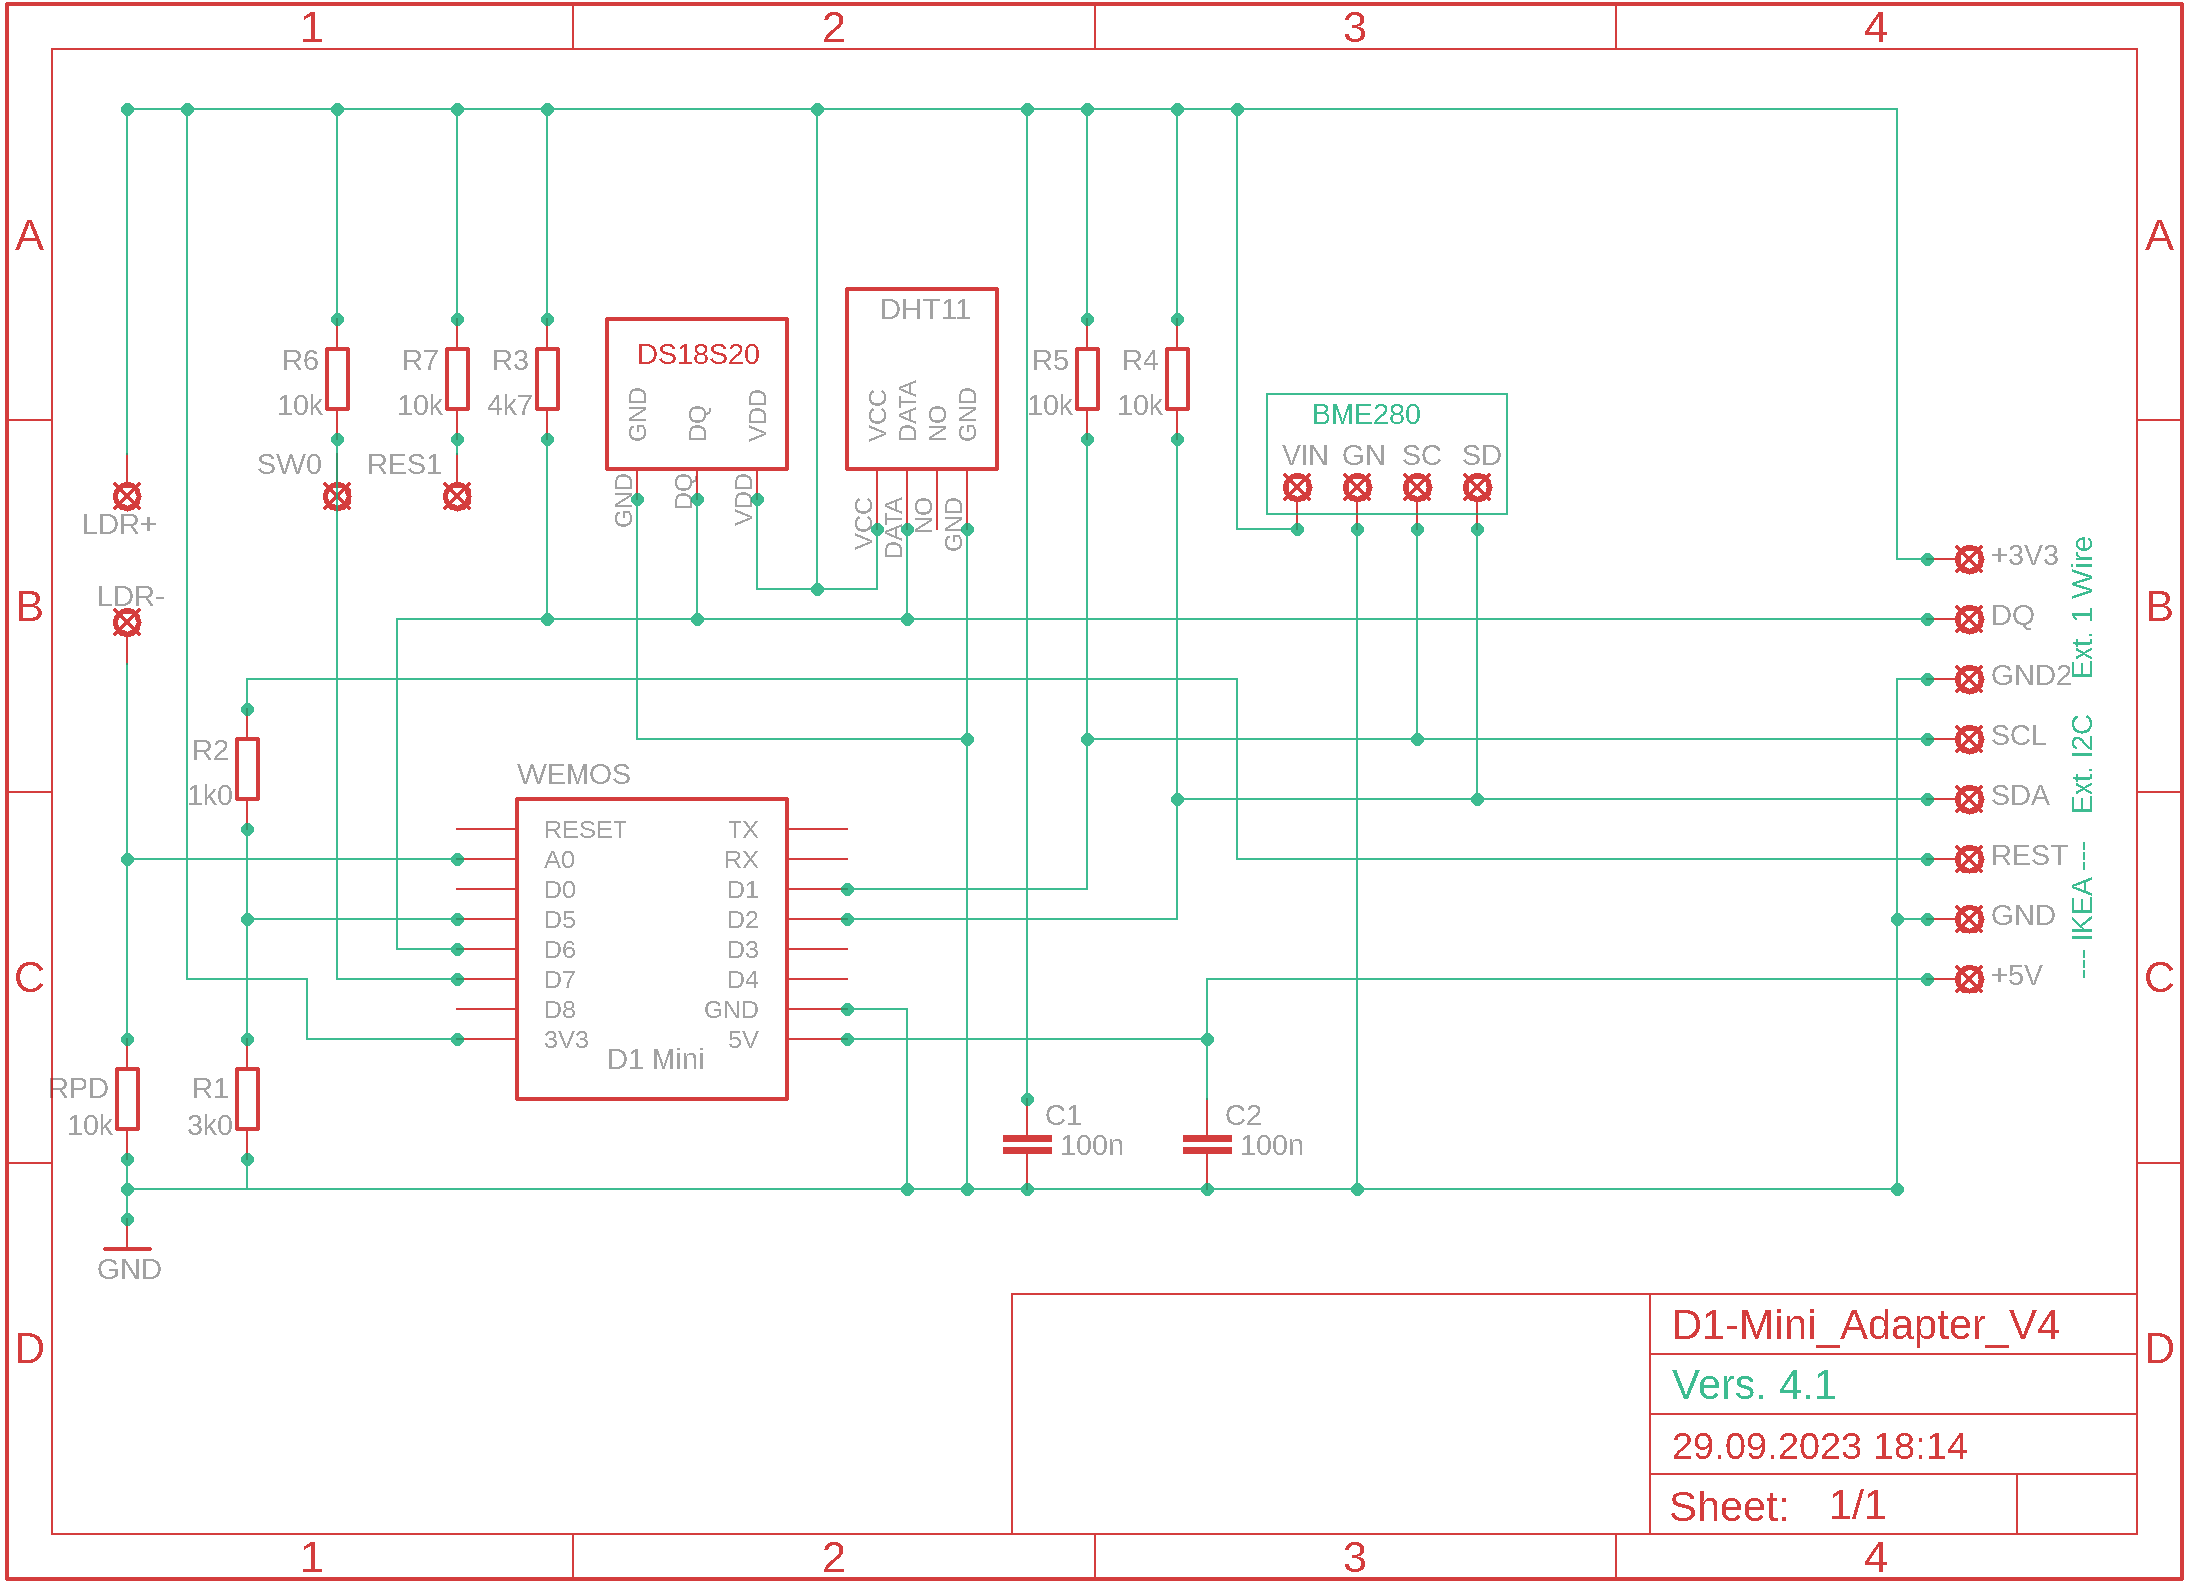 1 2 3 4
A A
DHT11
DS18S20
R6 R7 R3 R5 R4
10k 10k 4k7 10k 10k
GND DQ VDD VCC DATA NO GND
BME280
VIN GN SC SD
SW0 RES1
GND DQ VDD VCC DATA NO GND
LDR+
LDR-
B B
+3V3
DQ
GND2
Ext. 1 Wire
SCL
SDA
Ext. I2C
REST
GND
+5V
--- IKEA ---
R2
1k0
WEMOS
RESET TX
A0 RX
D0 D1
D5 D2
D6 D3
D7 D4
D8 GND
3V3 5V
D1 Mini
C C
RPD R1
10k 3k0
C1 C2
100n 100n
GND
D D
D1-Mini_Adapter_V4
Vers. 4.1
29.09.2023 18:14
Sheet: 1/1
1 2 3 4